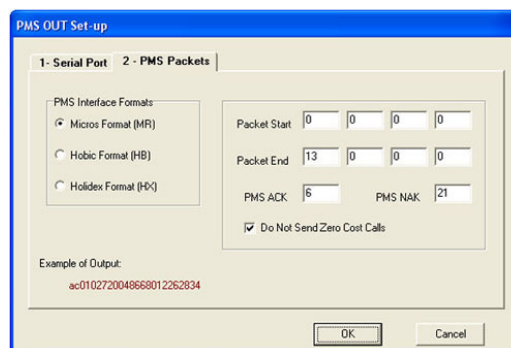 PMS OUT Set-up
1- Serial Port
2 - PMS Packets
PMS Interface Formats
Micros Format (MR)
Hobic Format (HB)
Holidex Format (HX)
Packet Start 0 0 0 0
Packet End 13 0 0 0
PMS ACK 6 PMS NAK 21
Do Not Send Zero Cost Calls
Example of Output:
ac0102720048668012262834
OK
Cancel